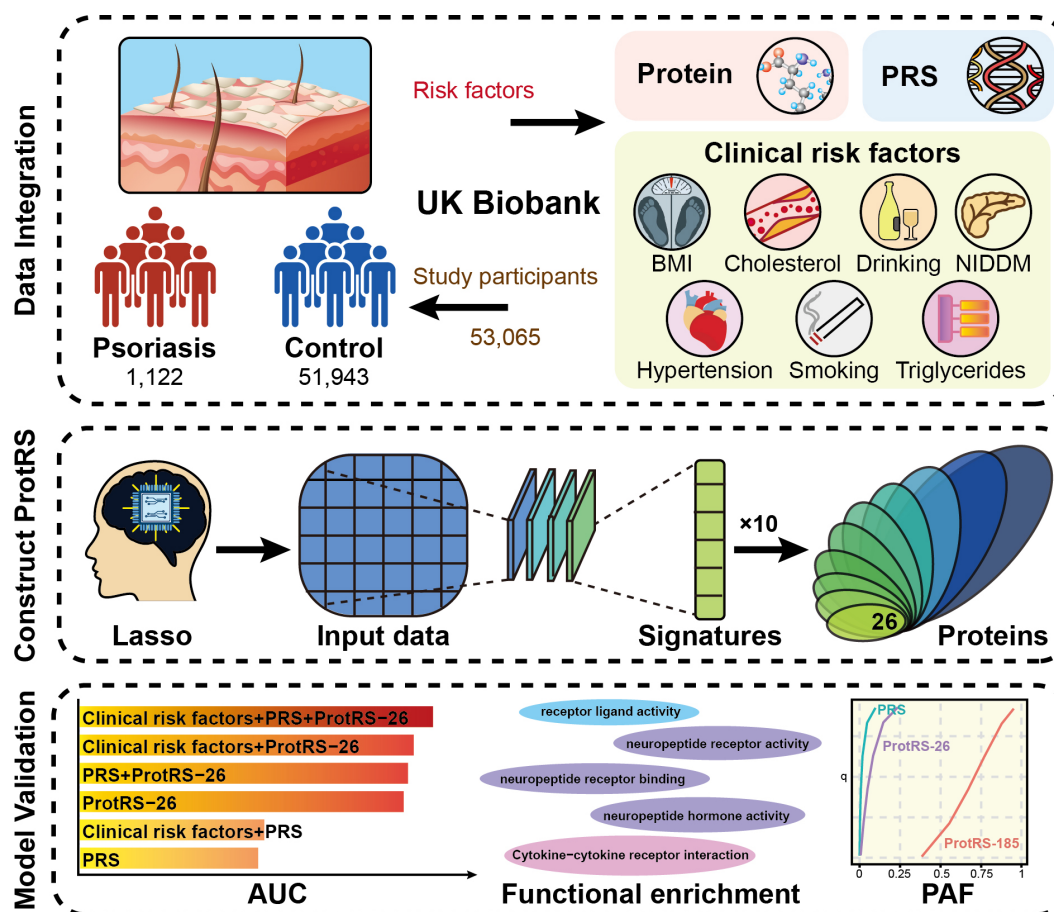 Data Integration
Risk factors
UK Biobank
Study participants
53,065
Psoriasis
1,122
Control
51,943
Protein
PRS
Clinical risk factors
BMI
Cholesterol
Drinking
NIDDM
Hypertension
Smoking
Triglycerides
Construct ProtRS
Lasso
Input data
Signatures
×10
26
Proteins
Model Validation
Clinical risk factors+PRS+ProtRS−26
Clinical risk factors+ProtRS−26
PRS+ProtRS−26
ProtRS−26
Clinical risk factors+PRS
PRS
AUC
receptor ligand activity
neuropeptide receptor activity
neuropeptide receptor binding
neuropeptide hormone activity
Cytokine−cytokine receptor interaction
Functional enrichment
PRS
ProtRS-26
q
ProtRS-185
0 0.25 0.5 0.75 1
PAF